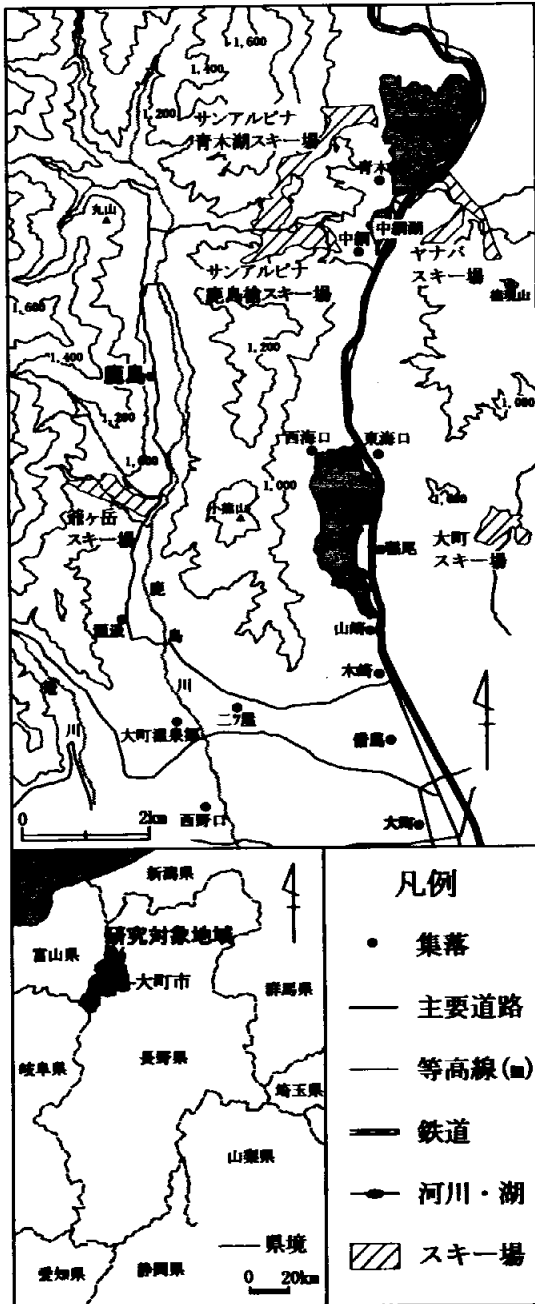 1,600
1,400
1,200
サンアルピナ
青木湖スキー場
青木
丸山
中綱
中綱湖
ヤナバ
スキー場
サンアルピナ
鹿島槍スキー場
1,600
1,400
1,200
1,200
鹿島
1,000
西海口
東海口
1,000
爺ヶ岳
スキー場
大町
スキー場
稲尾
鹿
島
川
山崎
木崎
川
大町温泉郷
二ツ屋
借馬
0
2km
西野口
大町
新潟県
研究対象地域
富山県
大町市
群馬県
岐阜県
長野県
埼玉県
山梨県
県境
愛知県
静岡県
0 20km
凡例
集落
主要道路
等高線(m)
鉄道
河川・湖
スキー場